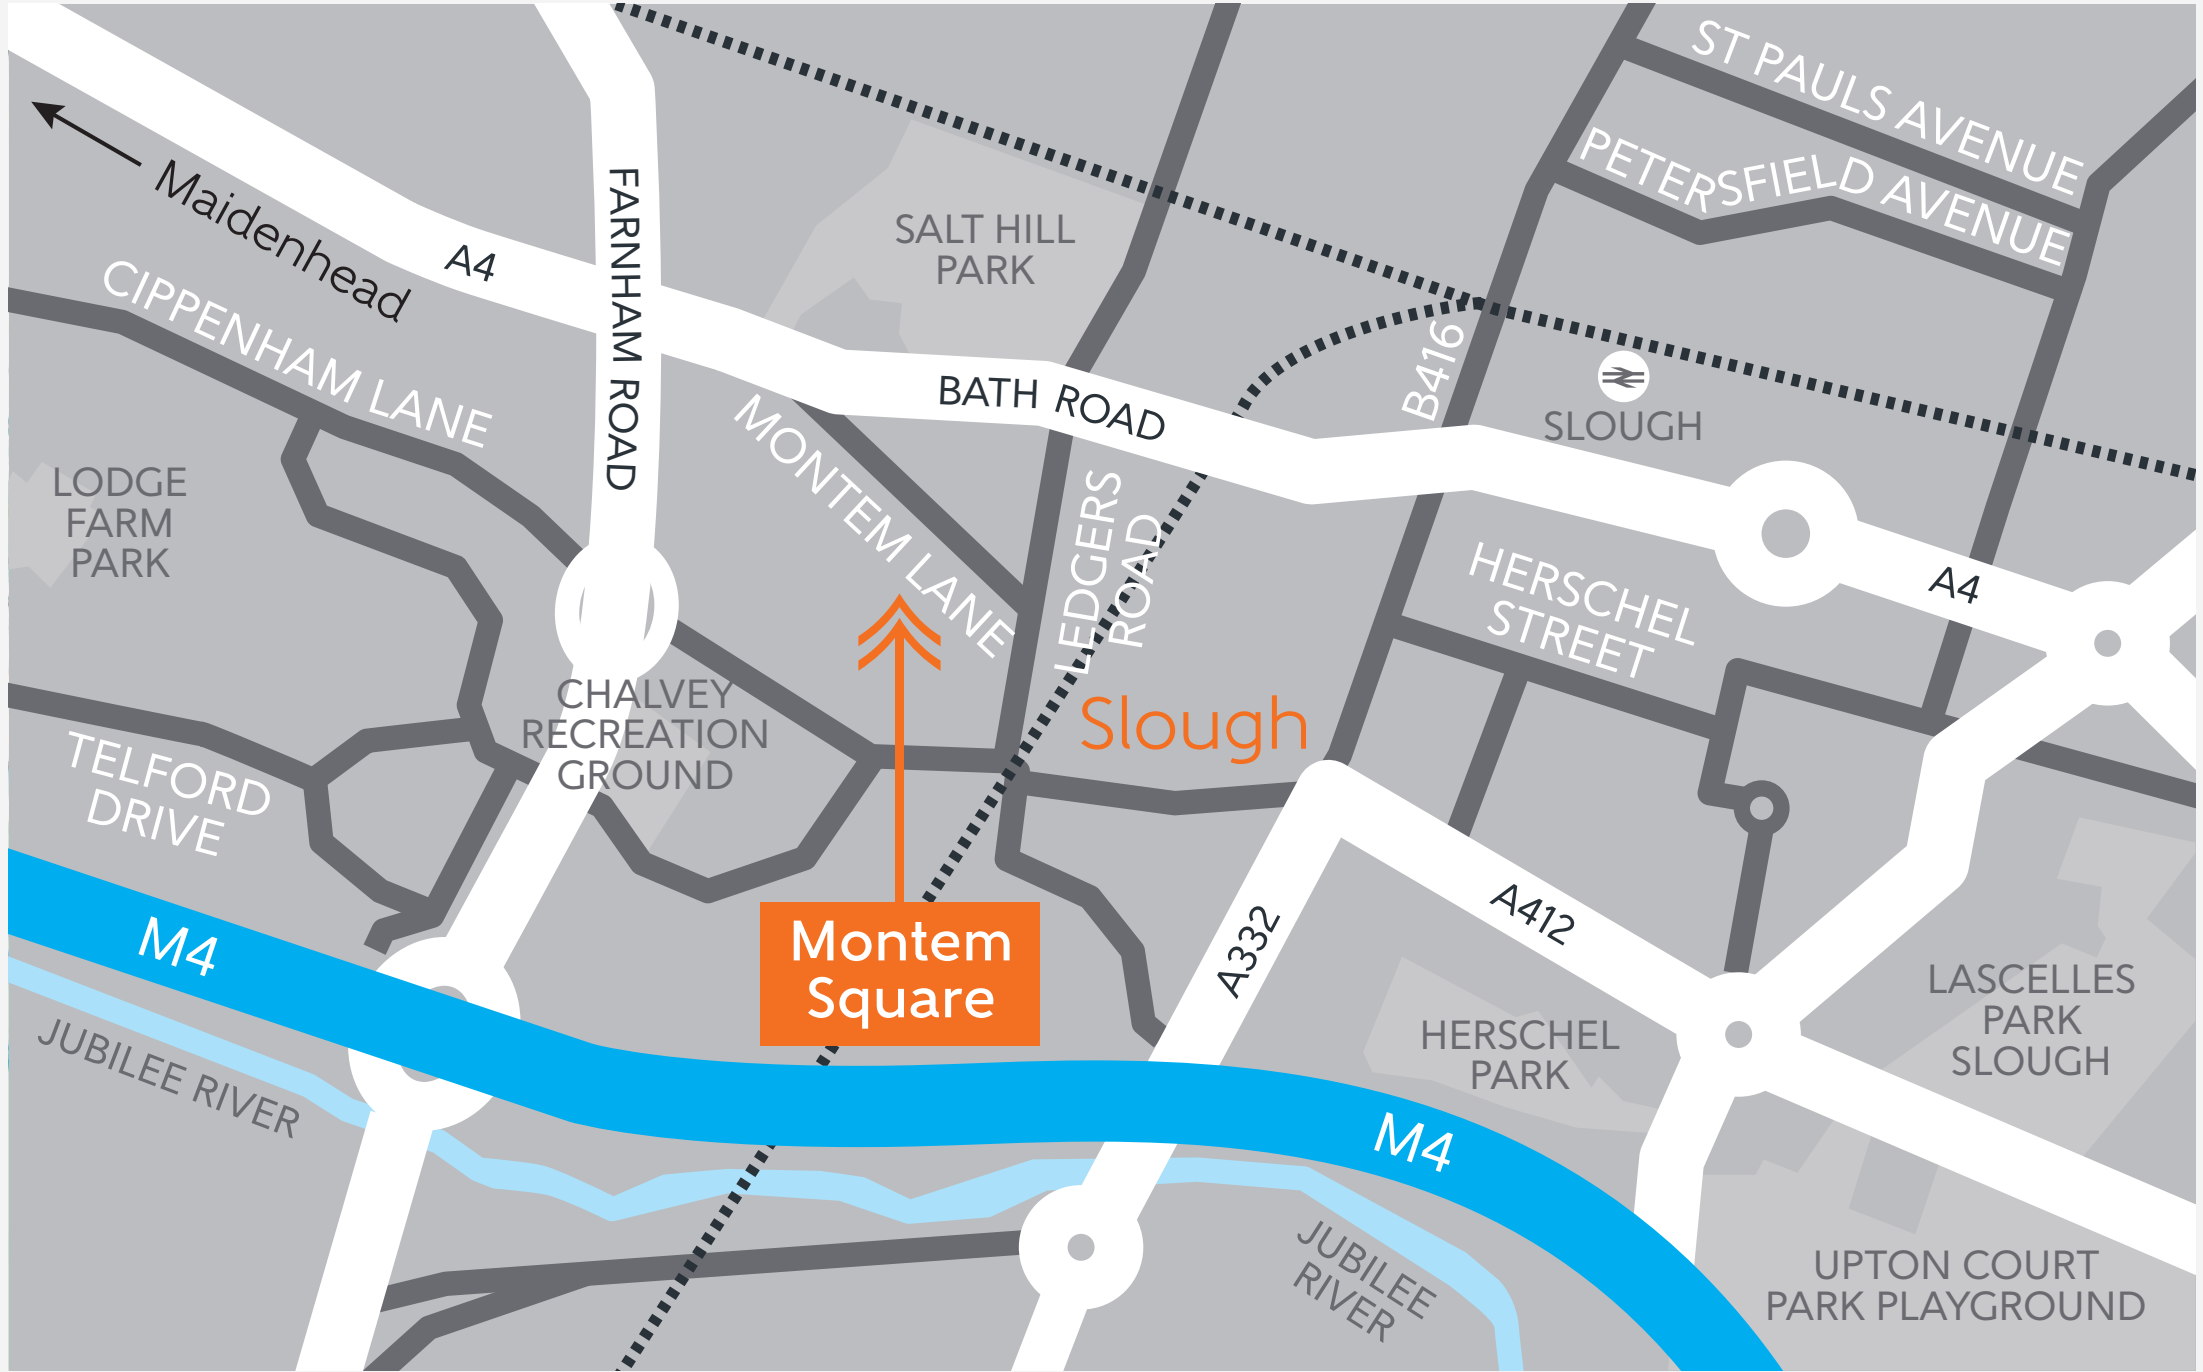 ST PAULS AVENUE
PETERSFIELD AVENUE
Maidenhead
A4
FARNHAM ROAD
SALT HILL
PARK
CIPPENHAM LANE
BATH ROAD
B416
SLOUGH
MONTEM LANE
LODGE
FARM
PARK
LEDGERS
ROAD
HERSCHEL
STREET
A4
CHALVEY
RECREATION
GROUND
Slough
TELFORD
DRIVE
M4
Montem
Square
A332
A412
LASCELLES
PARK
SLOUGH
HERSCHEL
PARK
JUBILEE RIVER
M4
JUBILEE
RIVER
UPTON COURT
PARK PLAYGROUND